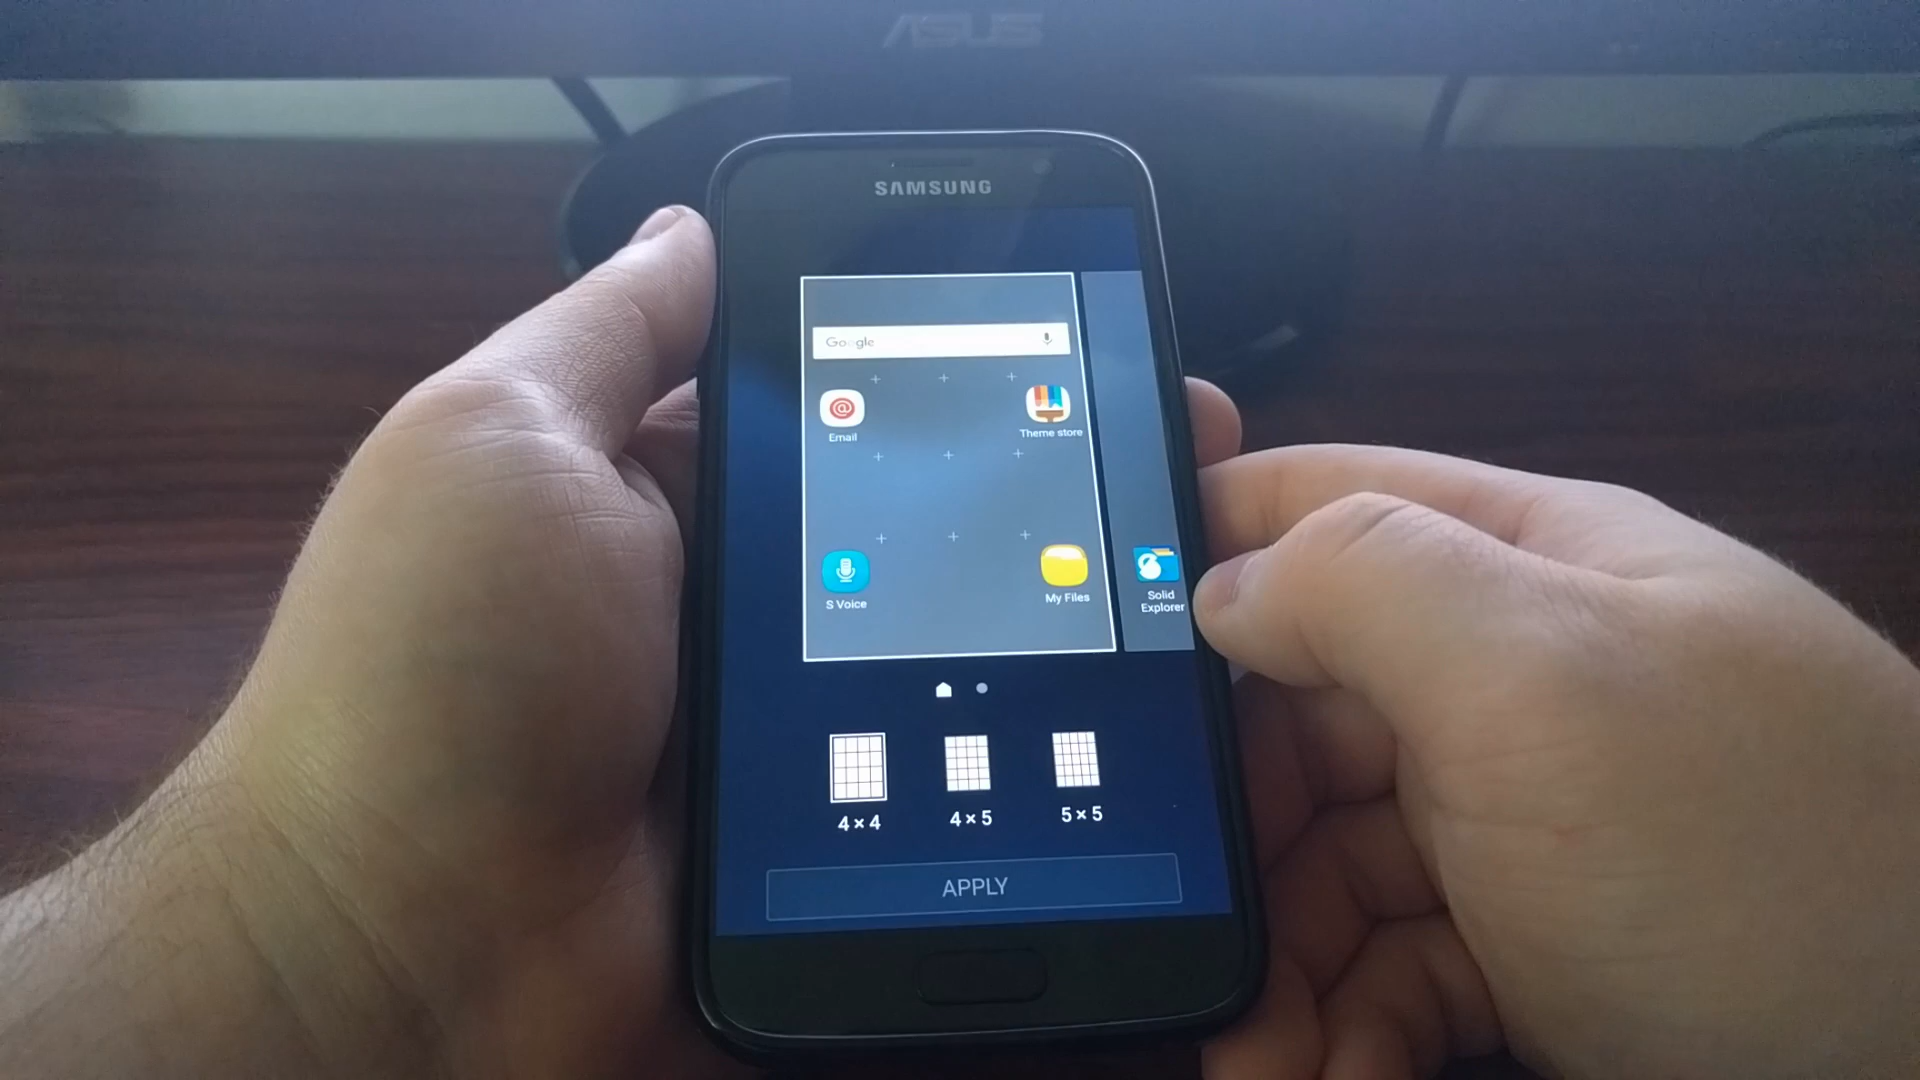 ASUS
SAMSUNG
Google
Email
Theme store
S Voice
My Files
Solid
Explorer
4×4
4×5
5×5
APPLY